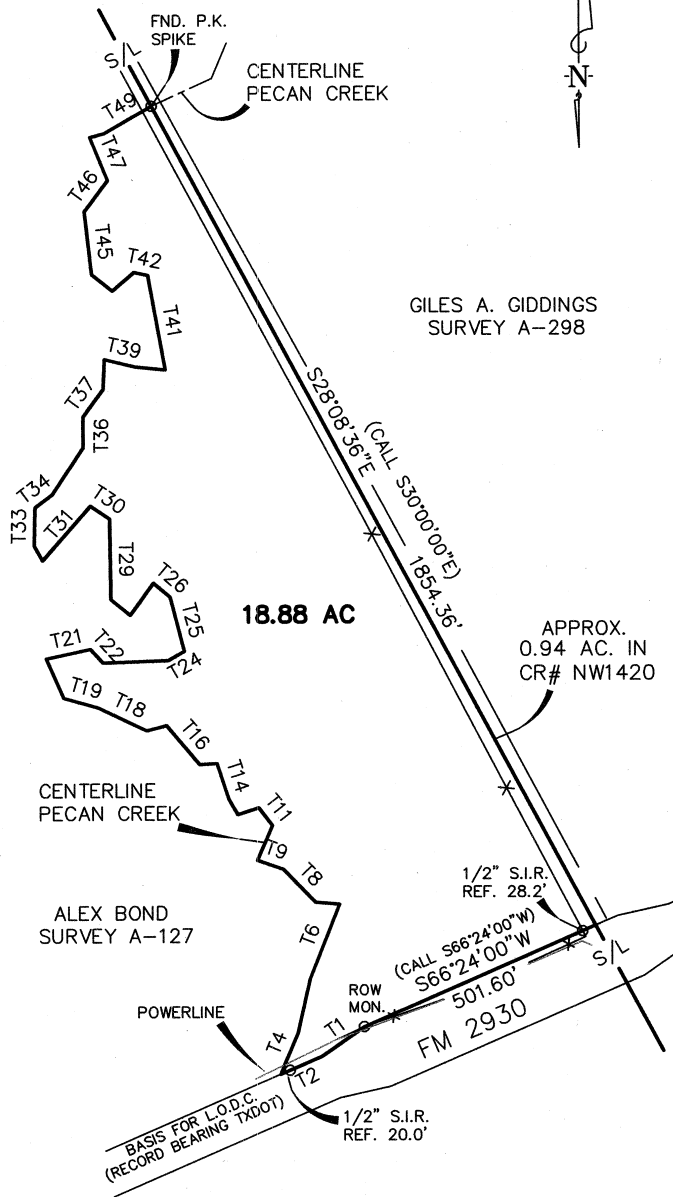 FND. P.K.
SPIKE
S/L
CENTERLINE
PECAN CREEK
N
T49
T47
T46
T45
T42
T41
GILES A. GIDDINGS
SURVEY A-298
T39
T37
T36
S28°08'36"E
(CALL S30°00'00"E)
1854.36'
T34
T33
T31
T30
T29
T26
T25
18.88 AC
APPROX.
0.94 AC. IN
CR# NW1420
T24
T22
T21
T19
T18
T16
T14
CENTERLINE
PECAN CREEK
T11
T9
T8
1/2" S.I.R.
REF. 28.2'
ALEX BOND
SURVEY A-127
T6
(CALL S66°24'00"W)
S66°24'00"W
501.60'
S/L
ROW
MON.
POWERLINE
T4
T1
T2
FM 2930
BASIS FOR L.O.D.C.
(RECORD BEARING TXDOT)
1/2" S.I.R.
REF. 20.0'